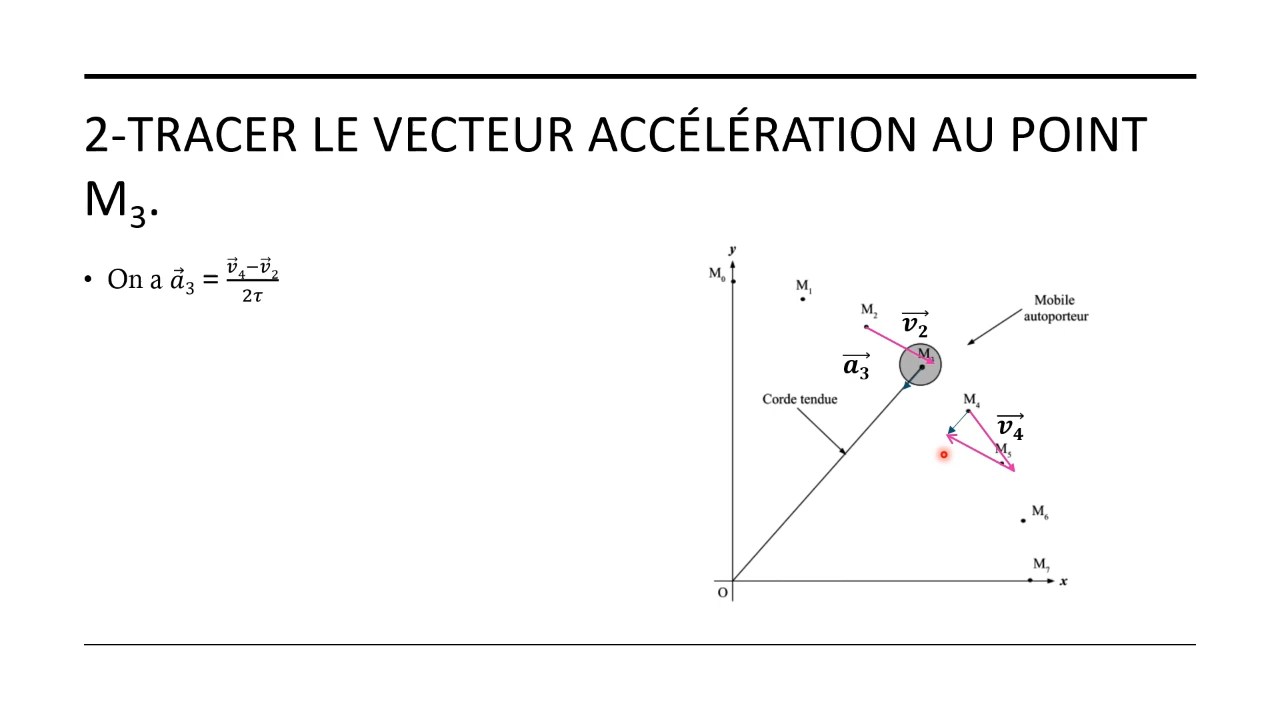 2-TRACER LE VECTEUR ACCÉLÉRATION AU POINT
M₃.
• On a a⃗₃ = (v⃗₄−v⃗₂)/2τ
y
M₀
M₁
M₂
v₂⃗
Mobile
autoporteur
M₃
a₃⃗
Corde tendue
M₄
v₄⃗
M₅
M₆
M₇
x
O